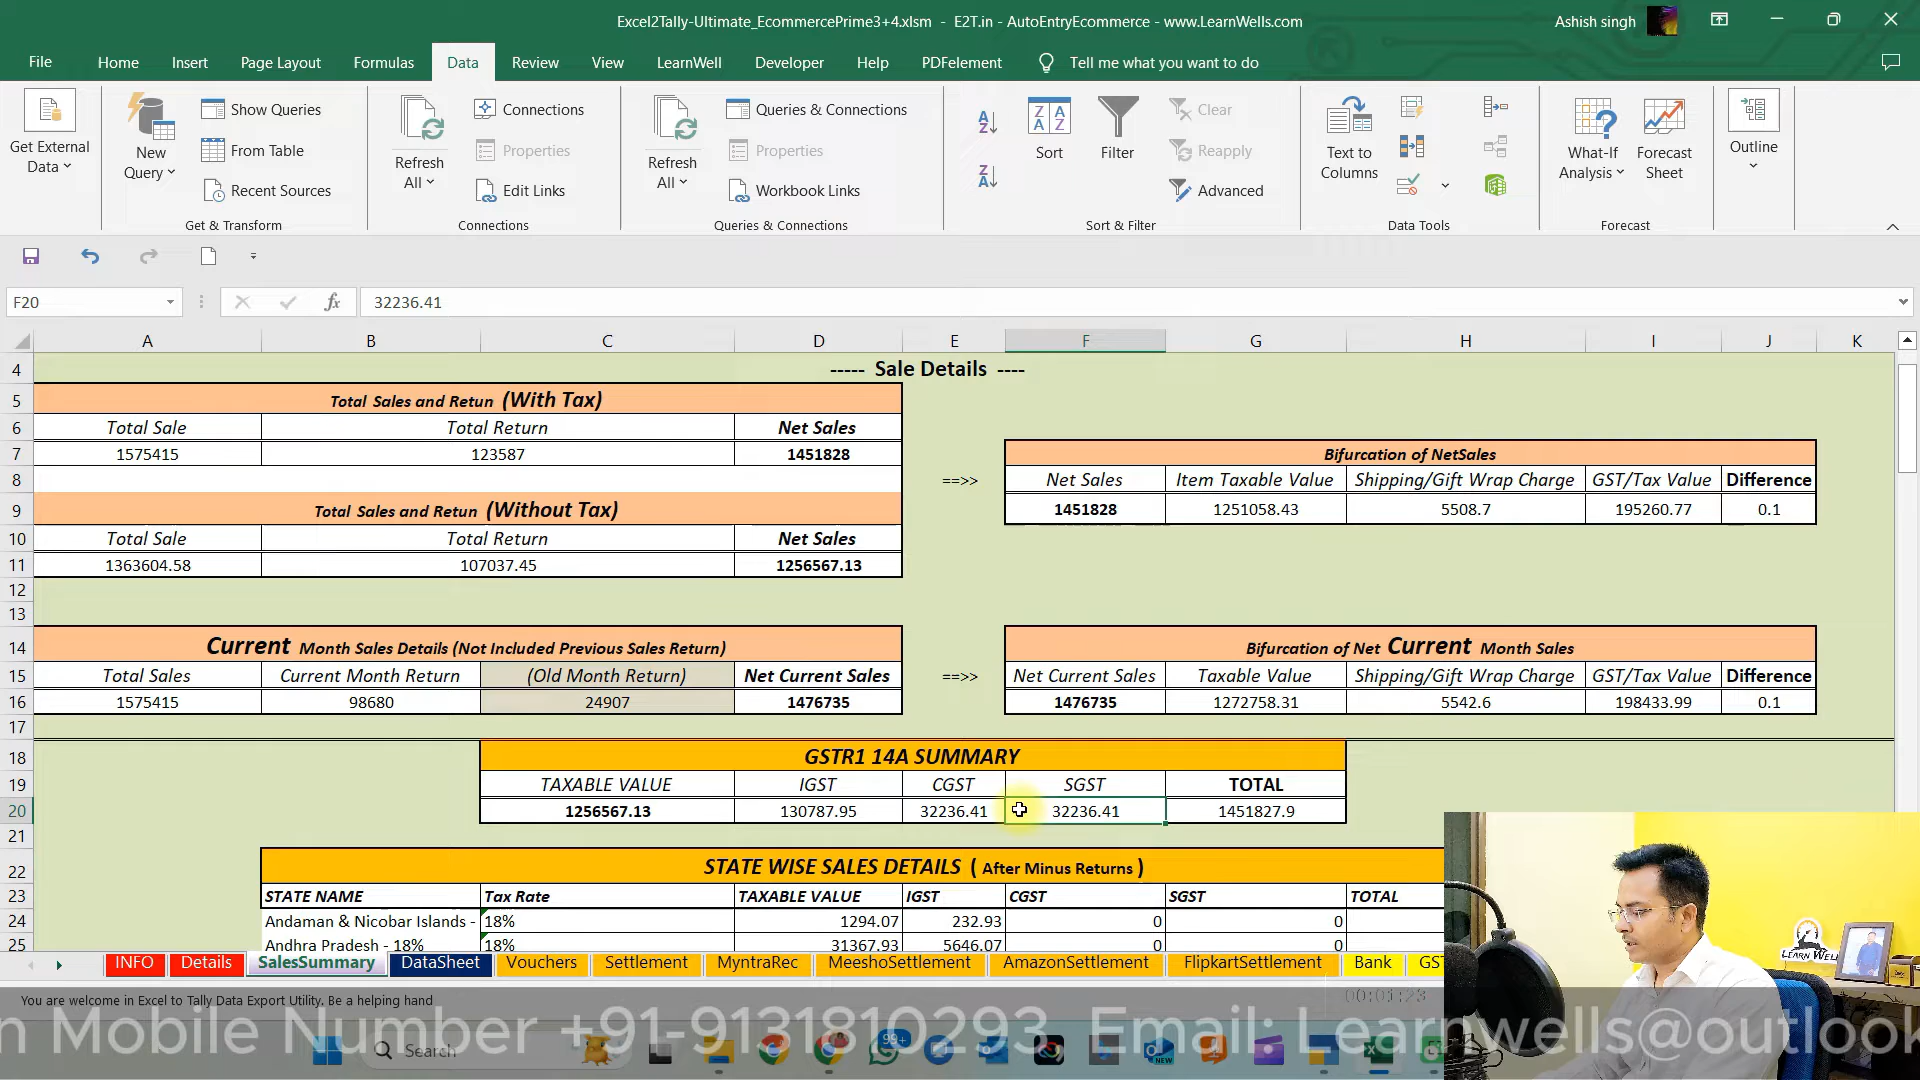 Excel2Tally-Ultimate_EcommercePrime3+4.xlsm - E2T.in - AutoEntryEcommerce - www.LearnWells.com
Ashish singh
File Home Insert Page Layout Formulas Data Review View LearnWell Developer Help PDFelement Tell me what you want to do
Get External Data
New Query
Show Queries
From Table
Recent Sources
Get & Transform
Refresh All
Connections
Properties
Edit Links
Connections
Refresh All
Queries & Connections
Properties
Workbook Links
Queries & Connections
Sort
Filter
Clear
Reapply
Advanced
Sort & Filter
Text to Columns
Data Tools
What-If Analysis
Forecast Sheet
Forecast
Outline
F20 fx 32236.41
A B C D E F G H I J K
4 ----- Sale Details ----
5 Total Sales and Retun (With Tax)
6 Total Sale Total Return Net Sales
7 1575415 123587 1451828 Bifurcation of NetSales
8 ==>> Net Sales Item Taxable Value Shipping/Gift Wrap Charge GST/Tax Value Difference
9 Total Sales and Retun (Without Tax) 1451828 1251058.43 5508.7 195260.77 0.1
10 Total Sale Total Return Net Sales
11 1363604.58 107037.45 1256567.13
12
13
14 Current Month Sales Details (Not Included Previous Sales Return) Bifurcation of Net Current Month Sales
15 Total Sales Current Month Return (Old Month Return) Net Current Sales ==>> Net Current Sales Taxable Value Shipping/Gift Wrap Charge GST/Tax Value Difference
16 1575415 98680 24907 1476735 1476735 1272758.31 5542.6 198433.99 0.1
17
18 GSTR1 14A SUMMARY
19 TAXABLE VALUE IGST CGST SGST TOTAL
20 1256567.13 130787.95 32236.41 32236.41 1451827.9
21
22 STATE WISE SALES DETAILS ( After Minus Returns )
23 STATE NAME Tax Rate TAXABLE VALUE IGST CGST SGST TOTAL
24 Andaman & Nicobar Islands - 18% 1294.07 232.93 0 0
25 Andhra Pradesh - 18% 18% 31367.93 5646.07 0 0
INFO Details SalesSummary DataSheet Vouchers Settlement MyntraRec MeeshoSettlement AmazonSettlement FlipkartSettlement Bank GST
You are welcome in Excel to Tally Data Export Utility. Be a helping hand
00:01:23
n Mobile Number +91-9131810293 Email: Learnwells@outlook
Search
99+
NEW
LEARN WELL